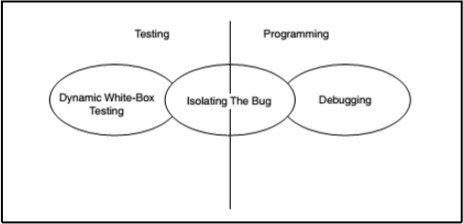 Testing
Programming
Dynamic White-Box
Testing
Isolating The Bug
Debugging